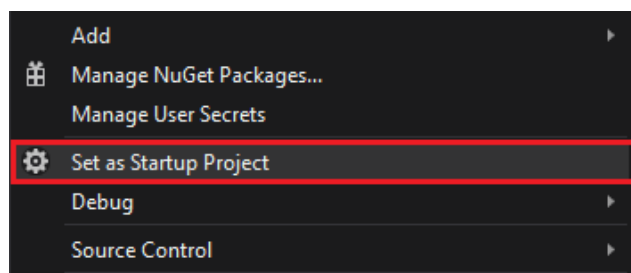 Add
Manage NuGet Packages...
Manage User Secrets
Set as Startup Project
Debug
Source Control